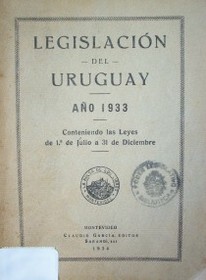 LEGISLACIÓN
— DEL —
URUGUAY
AÑO 1933
Conteniendo las Leyes
de 1.º de Julio a 31 de Diciembre
MONTEVIDEO
CLAUDIO GARCÍA, EDITOR
1934